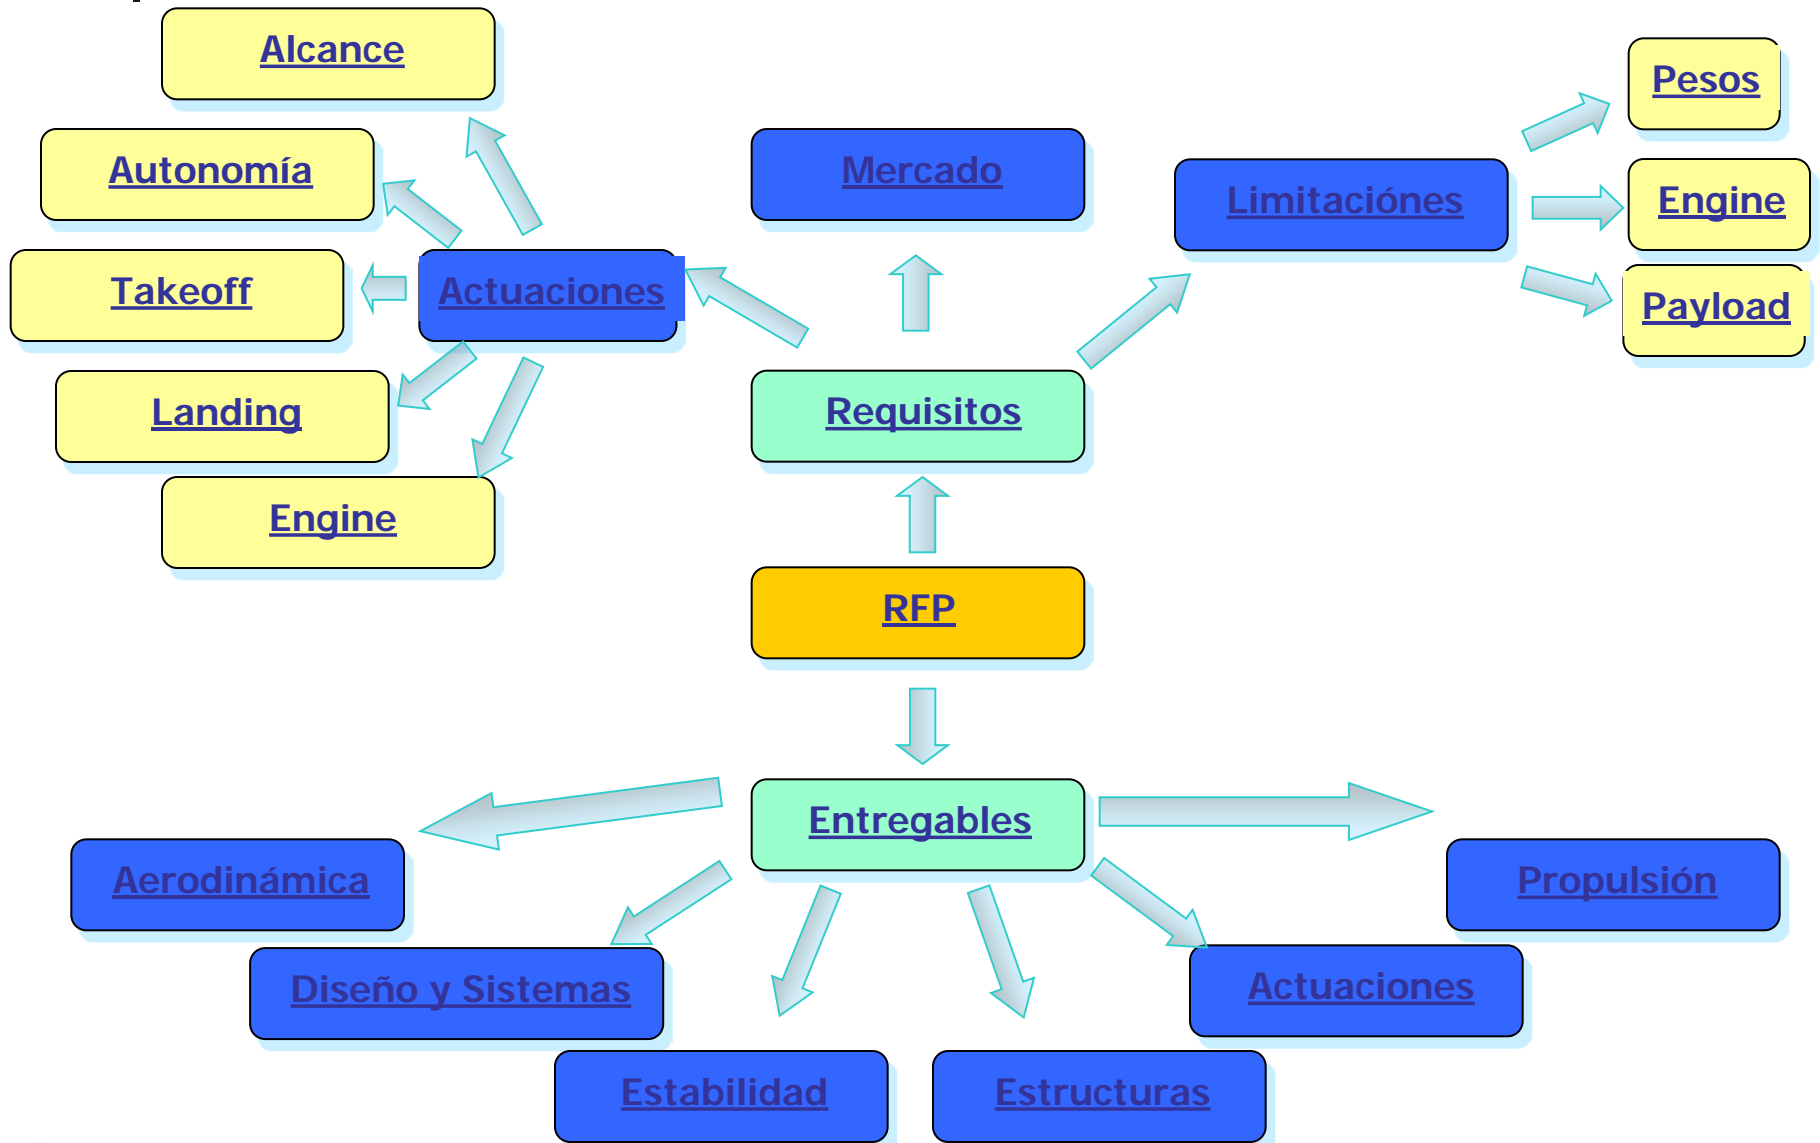 Alcance
Pesos
Autonomía
Mercado
Limitaciónes
Engine
Takeoff
Actuaciones
Payload
Landing
Requisitos
Engine
RFP
Entregables
Aerodinámica
Propulsión
Diseño y Sistemas
Actuaciones
Estabilidad
Estructuras